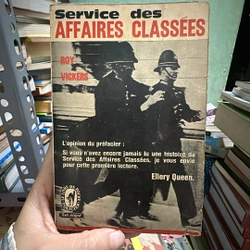 Service des
AFFAIRES CLASSÉES
ROY
VICKERS
L'opinion du préfacier :
Si vous n'avez encore jamais lu une histoire du
Service des Affaires Classées, je vous envie
pour cette première lecture.
Ellery Queen.